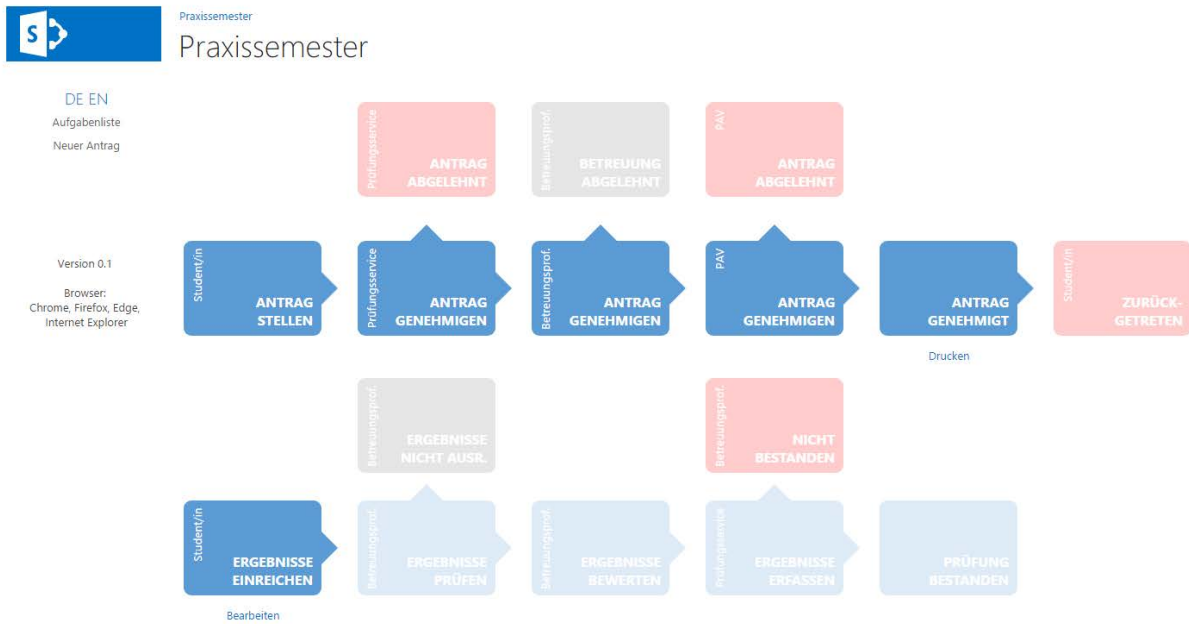 S
Praxissemester
Praxissemester
DE EN
Aufgabenliste
Neuer Antrag
Version 0.1
Browser:
Chrome, Firefox, Edge,
Internet Explorer
Prüfungsservice
ANTRAG
ABGELEHNT
Betreuungsprof.
BETREUUNG
ABGELEHNT
PAV
ANTRAG
ABGELEHNT
Student/in
ANTRAG
STELLEN
Prüfungsservice
ANTRAG
GENEHMIGEN
Betreuungsprof.
ANTRAG
GENEHMIGEN
PAV
ANTRAG
GENEHMIGEN
ANTRAG
GENEHMIGT
Drucken
Student/in
ZURÜCK-
GETRETEN
Betreuungsprof.
ERGEBNISSE
NICHT AUSR.
Betreuungsprof.
NICHT
BESTANDEN
Student/in
ERGEBNISSE
EINREICHEN
Bearbeiten
Betreuungsprof.
ERGEBNISSE
PRÜFEN
Betreuungsprof.
ERGEBNISSE
BEWERTEN
Prüfungsservice
ERGEBNISSE
ERFASSEN
PRÜFUNG
BESTANDEN